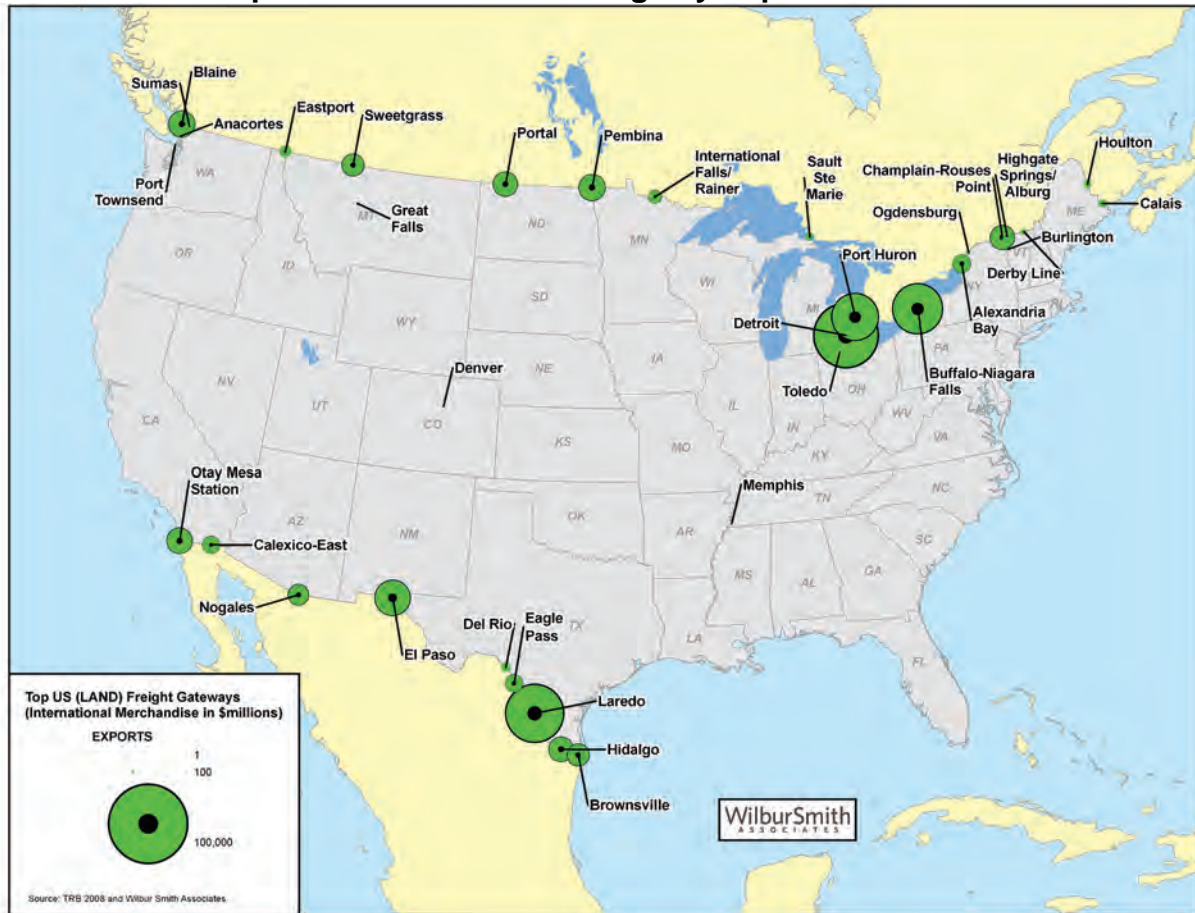 Blaine
Sumas
Anacortes
Port
Townsend
Eastport
Sweetgrass
Great
Falls
Portal
Pembina
International
Falls/
Rainer
Sault
Ste
Marie
Champlain-Rouses
Point
Highgate
Springs/
Alburg
Houlton
Calais
Ogdensburg
Burlington
Derby Line
Port Huron
Detroit
Alexandria
Bay
Toledo
Buffalo-Niagara
Falls
Denver
Memphis
Otay Mesa
Station
Calexico-East
Nogales
El Paso
Del Rio
Eagle
Pass
Laredo
Hidalgo
Brownsville
WA
OR
ID
MT
ND
MN
SD
WY
WI
MI
NY
VT
ME
NV
UT
CO
NE
IA
IL
IN
OH
PA
WV
VA
CA
AZ
NM
KS
MO
KY
OK
AR
TN
NC
SC
TX
LA
MS
AL
GA
FL
Top US (LAND) Freight Gateways
(International Merchandise in $millions)
EXPORTS
1
100
100,000
Source: TRB 2008 and Wilbur Smith Associates
WilburSmith
ASSOCIATES